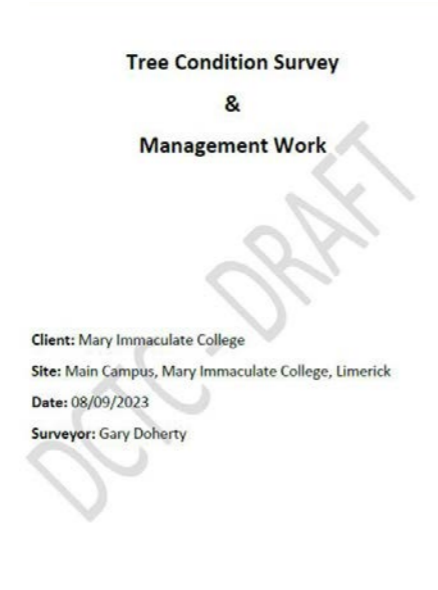 Tree Condition Survey
&
Management Work
DCTC - DRAFT
Client: Mary Immaculate College
Site: Main Campus, Mary Immaculate College, Limerick
Date: 08/09/2023
Surveyor: Gary Doherty